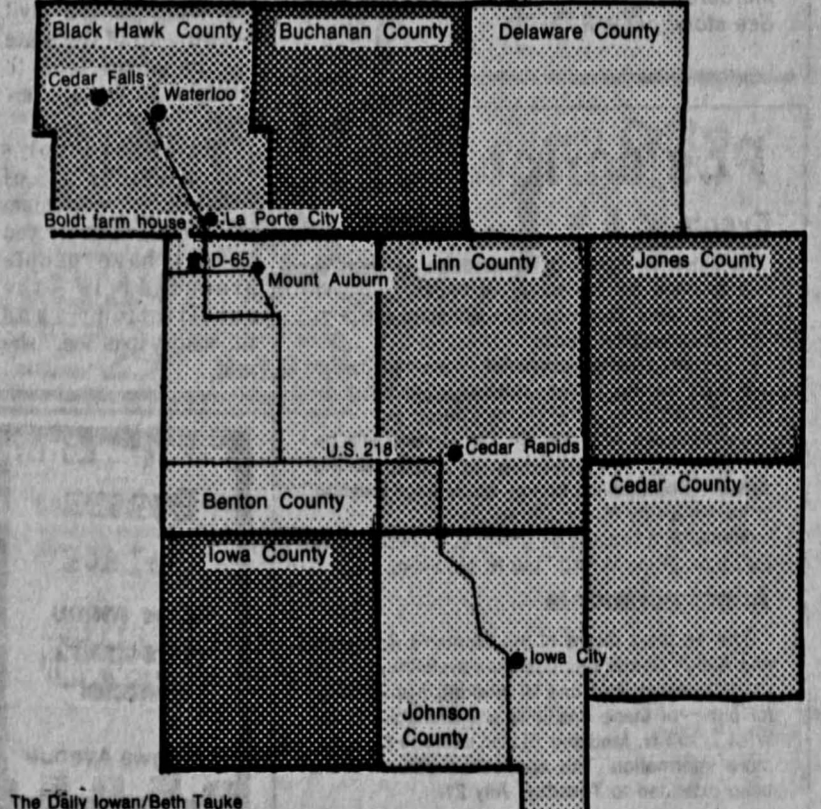 Black Hawk County
Buchanan County
Delaware County
Cedar Falls
Waterloo
Boldt farm house
La Porte City
D-65
Mount Auburn
Linn County
Jones County
U.S. 218
Cedar Rapids
Benton County
Cedar County
Iowa County
Iowa City
Johnson
County
The Daily Iowan/Beth Tauke